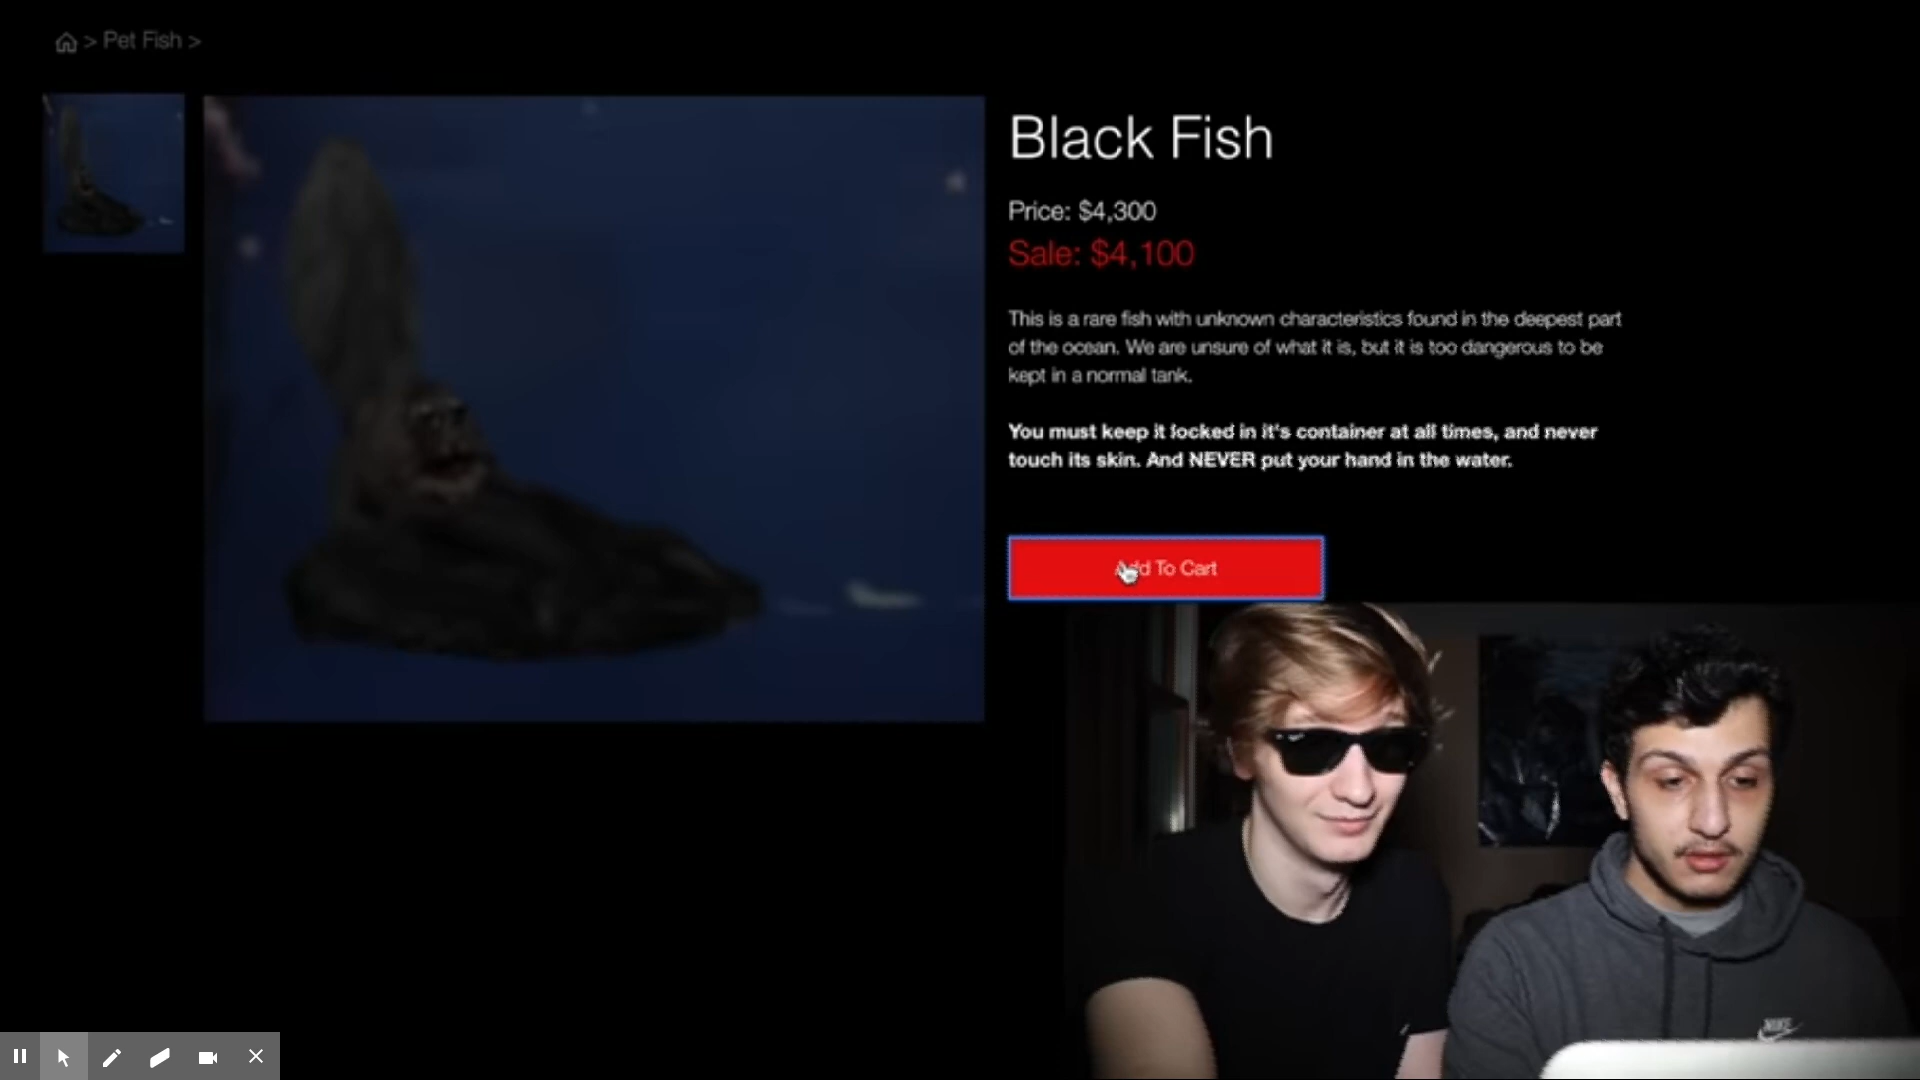 > Pet Fish >
Black Fish
Price: $4,300
Sale: $4,100
This is a rare fish with unknown characteristics found in the deepest part
of the ocean. We are unsure of what it is, but it is too dangerous to be
kept in a normal tank.
You must keep it locked in it's container at all times, and never
touch its skin. And NEVER put your hand in the water.
Add To Cart
NIKE